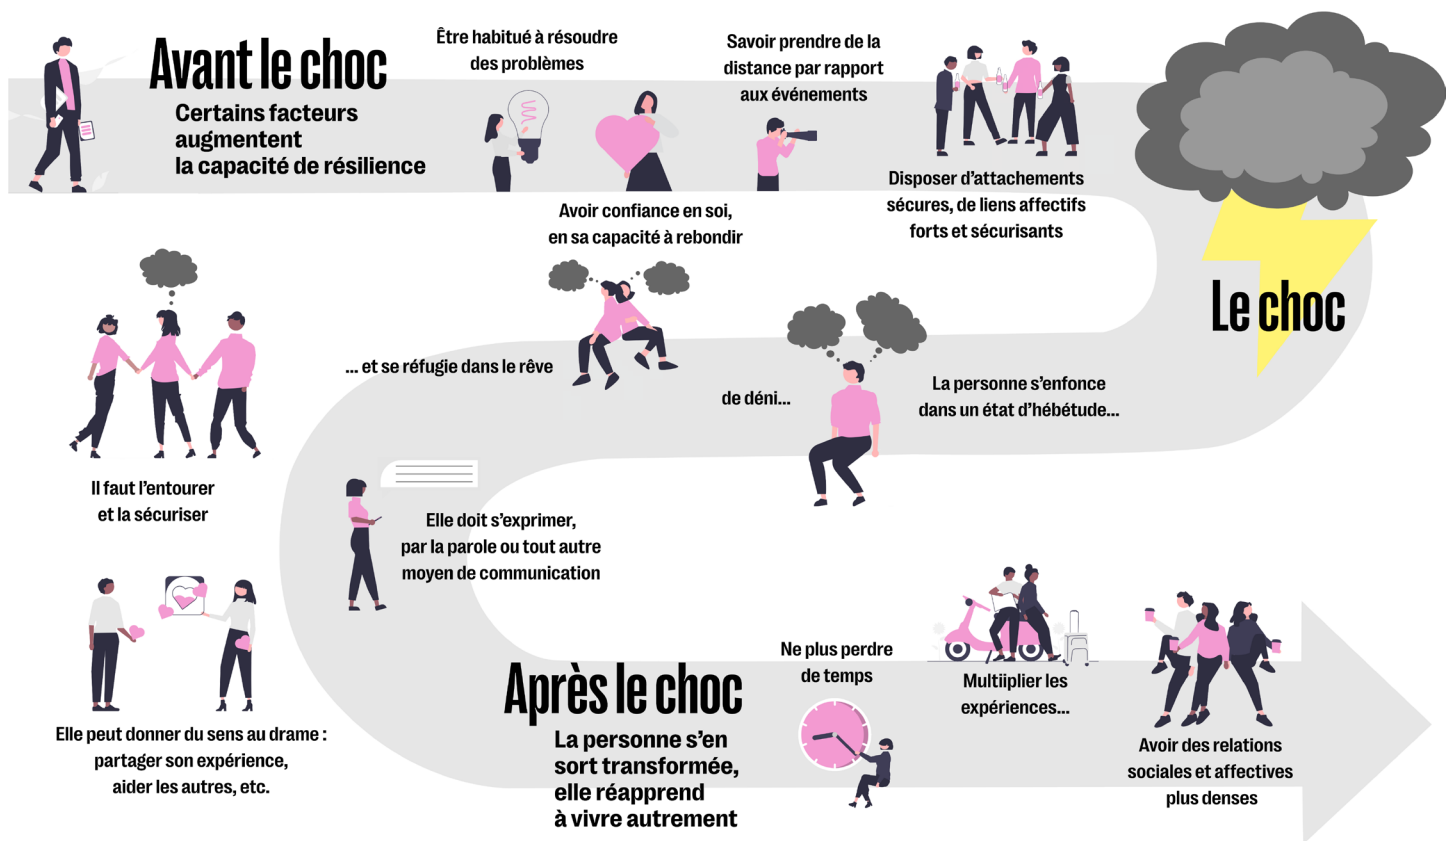 Avant le choc
Certains facteurs
augmentent
la capacité de résilience
Être habitué à résoudre
des problèmes
Avoir confiance en soi,
en sa capacité à rebondir
Savoir prendre de la
distance par rapport
aux événements
Disposer d'attachements
sécures, de liens affectifs
forts et sécurisants
Le choc
La personne s'enfonce
dans un état d'hébétude...
de déni...
... et se réfugie dans le rêve
Il faut l'entourer
et la sécuriser
Elle doit s'exprimer,
par la parole ou tout autre
moyen de communication
Elle peut donner du sens au drame :
partager son expérience,
aider les autres, etc.
Après le choc
La personne s'en
sort transformée,
elle réapprend
à vivre autrement
Ne plus perdre
de temps
Multiiplier les
expériences...
Avoir des relations
sociales et affectives
plus denses